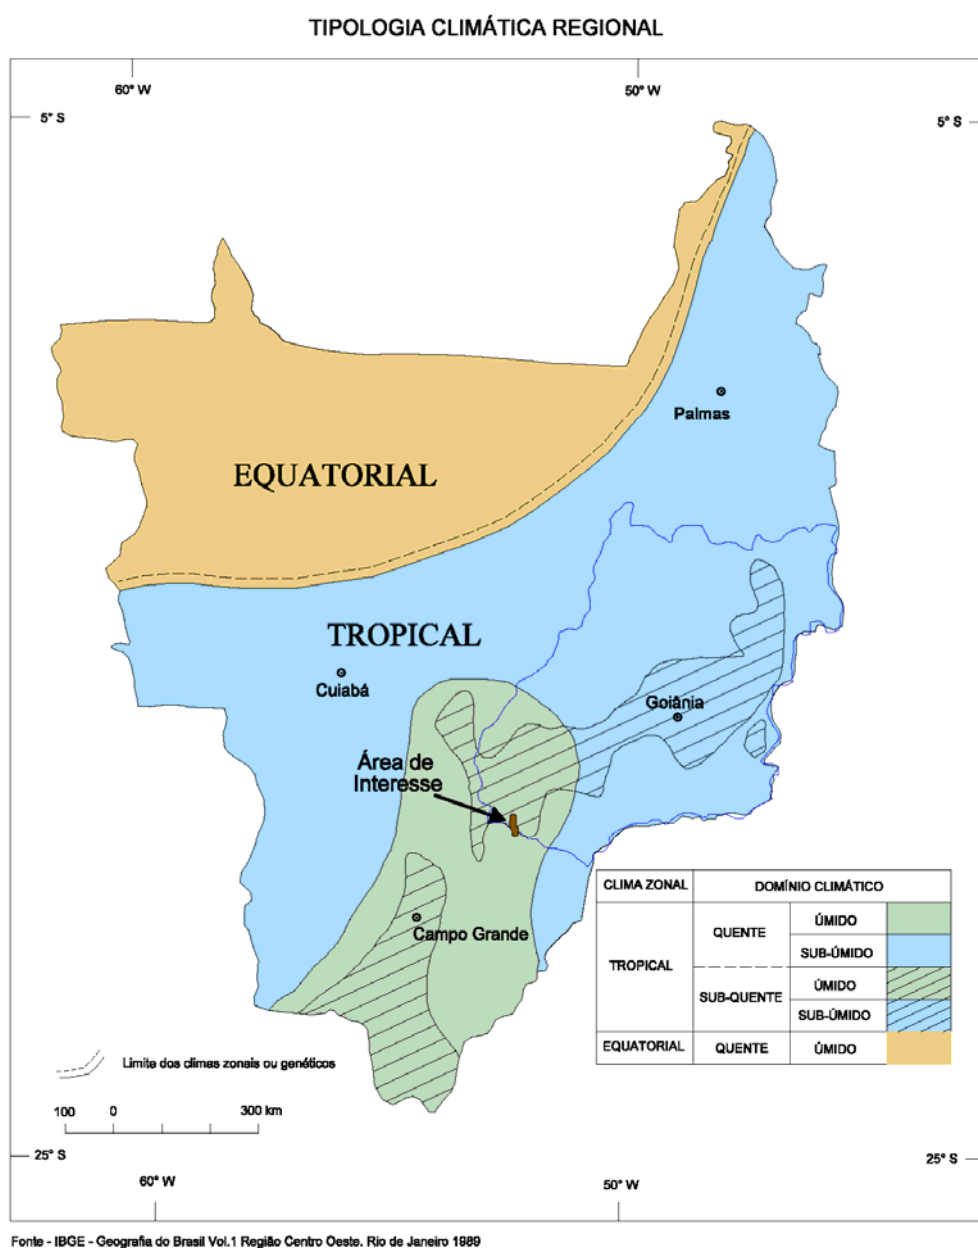 TIPOLOGIA CLIMÁTICA REGIONAL
60° W
50° W
5° S
5° S
Palmas
EQUATORIAL
TROPICAL
Cuiabá
Goiânia
Área de
Interesse
Campo Grande
CLIMA ZONAL
DOMÍNIO CLIMÁTICO
TROPICAL
QUENTE
ÚMIDO
SUB-ÚMIDO
SUB-QUENTE
ÚMIDO
SUB-ÚMIDO
EQUATORIAL
QUENTE
ÚMIDO
Limite dos climas zonais ou genéticos
100 0 300 km
25° S
25° S
60° W
50° W
Fonte - IBGE - Geografia do Brasil Vol.1 Região Centro Oeste. Rio de Janeiro 1989